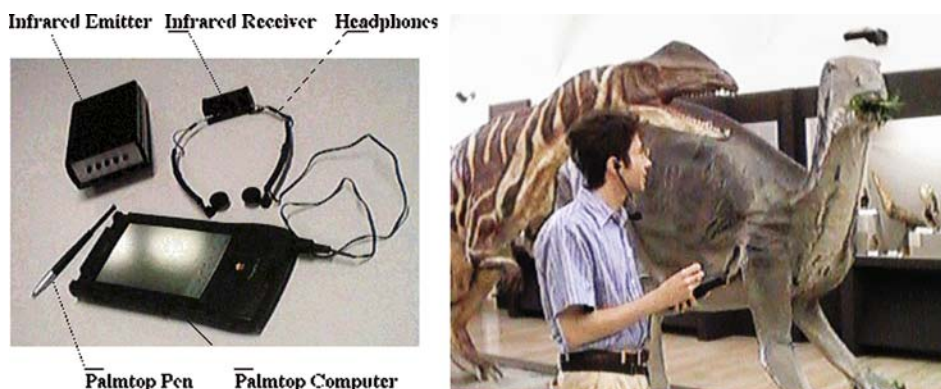 Infrared Emitter Infrared Receiver Headphones
Palmtop Pen Palmtop Computer